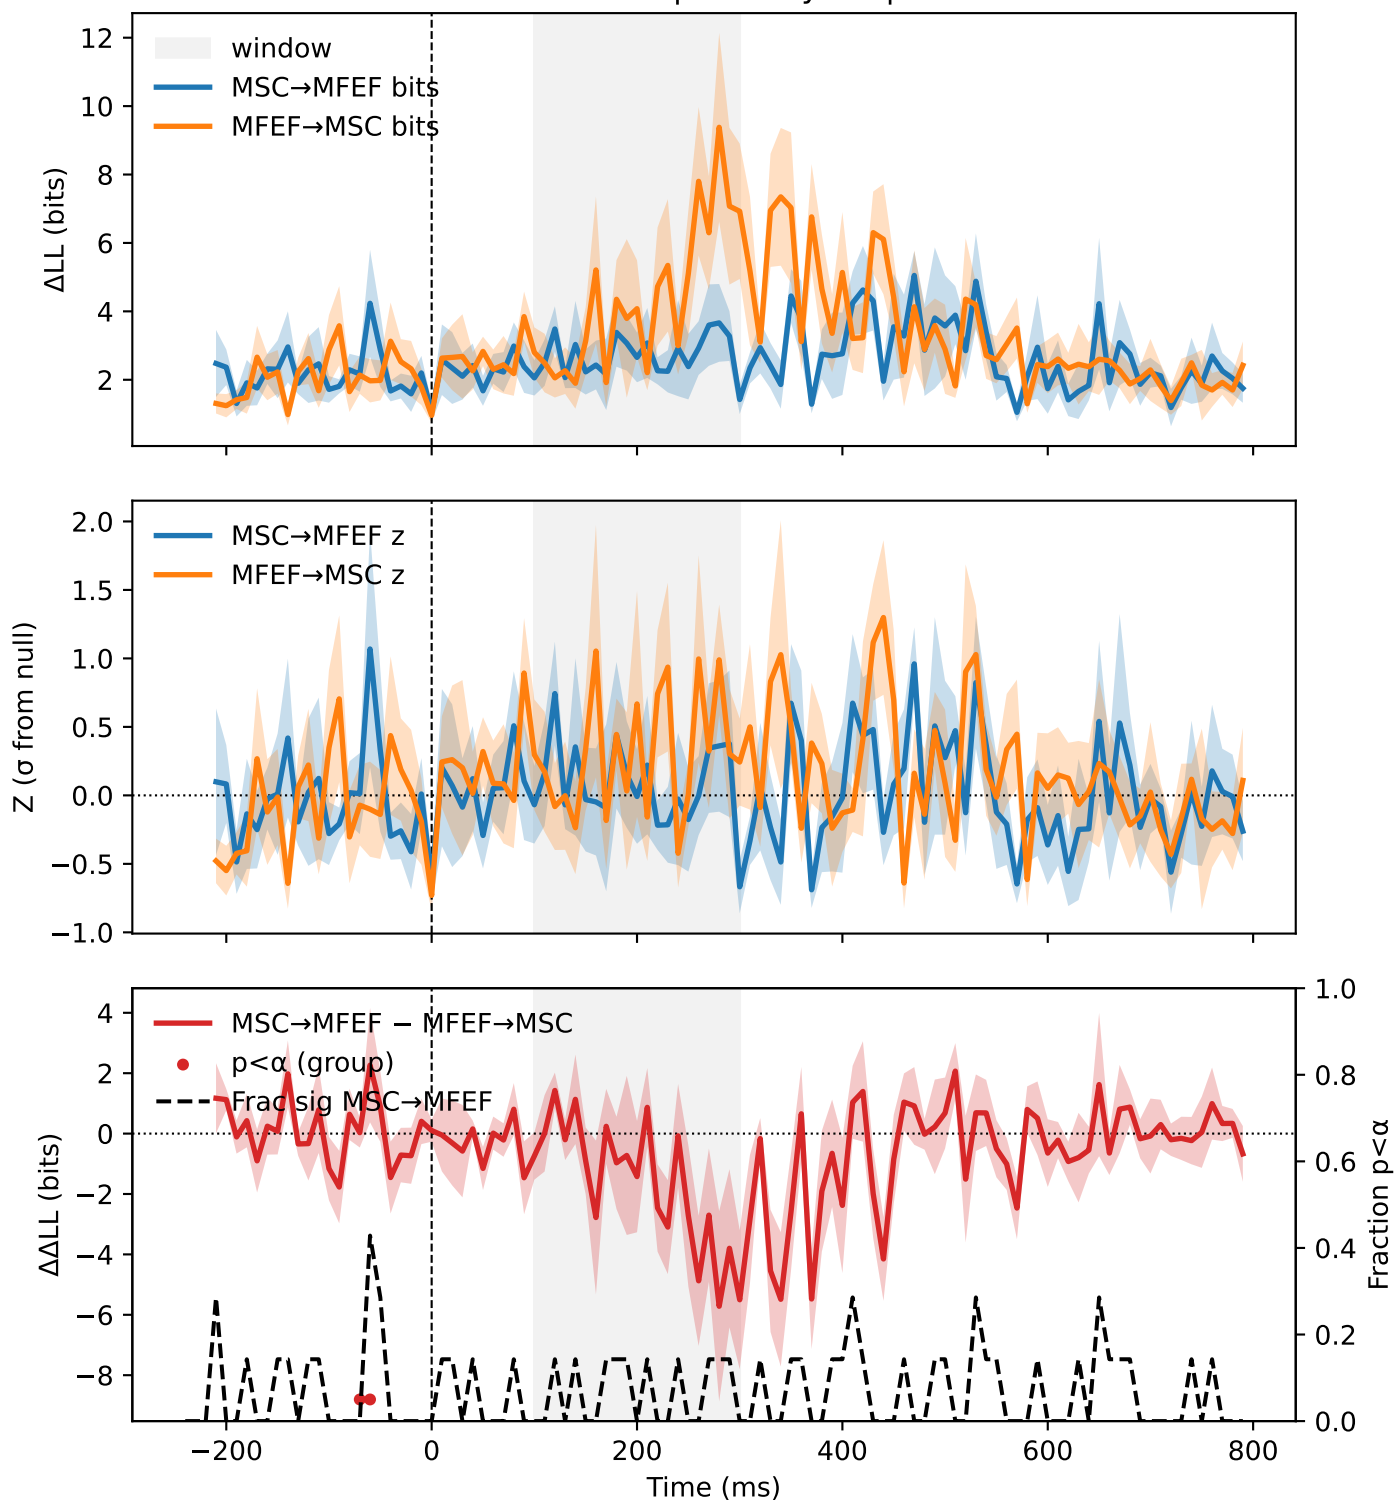 12
10
8
6
4
2
ΔLL (bits)
window
MSC→MFEF bits
MFEF→MSC bits
2.0
1.5
1.0
0.5
0.0
−0.5
−1.0
Z (σ from null)
MSC→MFEF z
MFEF→MSC z
4
2
0
−2
−4
−6
−8
ΔΔLL (bits)
MSC→MFEF − MFEF→MSC
p<α (group)
Frac sig MSC→MFEF
1.0
0.8
0.6
0.4
0.2
0.0
Fraction p<α
−200 0 200 400 600 800
Time (ms)